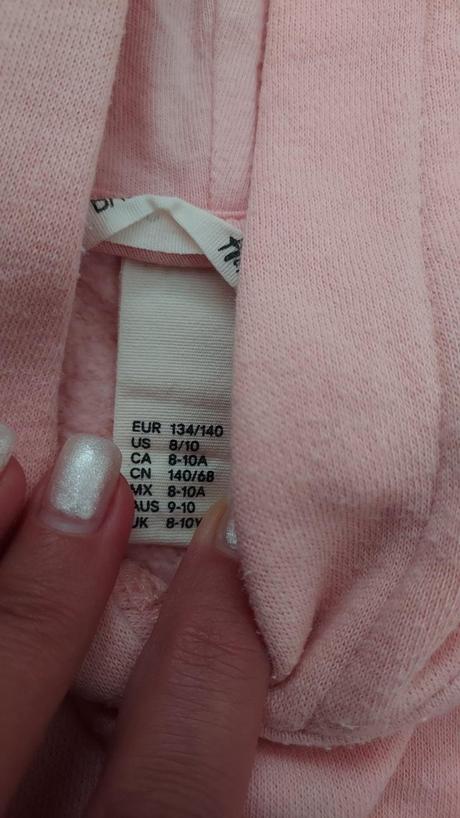 EUR 134/140
US 8/10
CA 8-10A
CN 140/68
MX 8-10A
AUS 9-10
UK 8-10Y